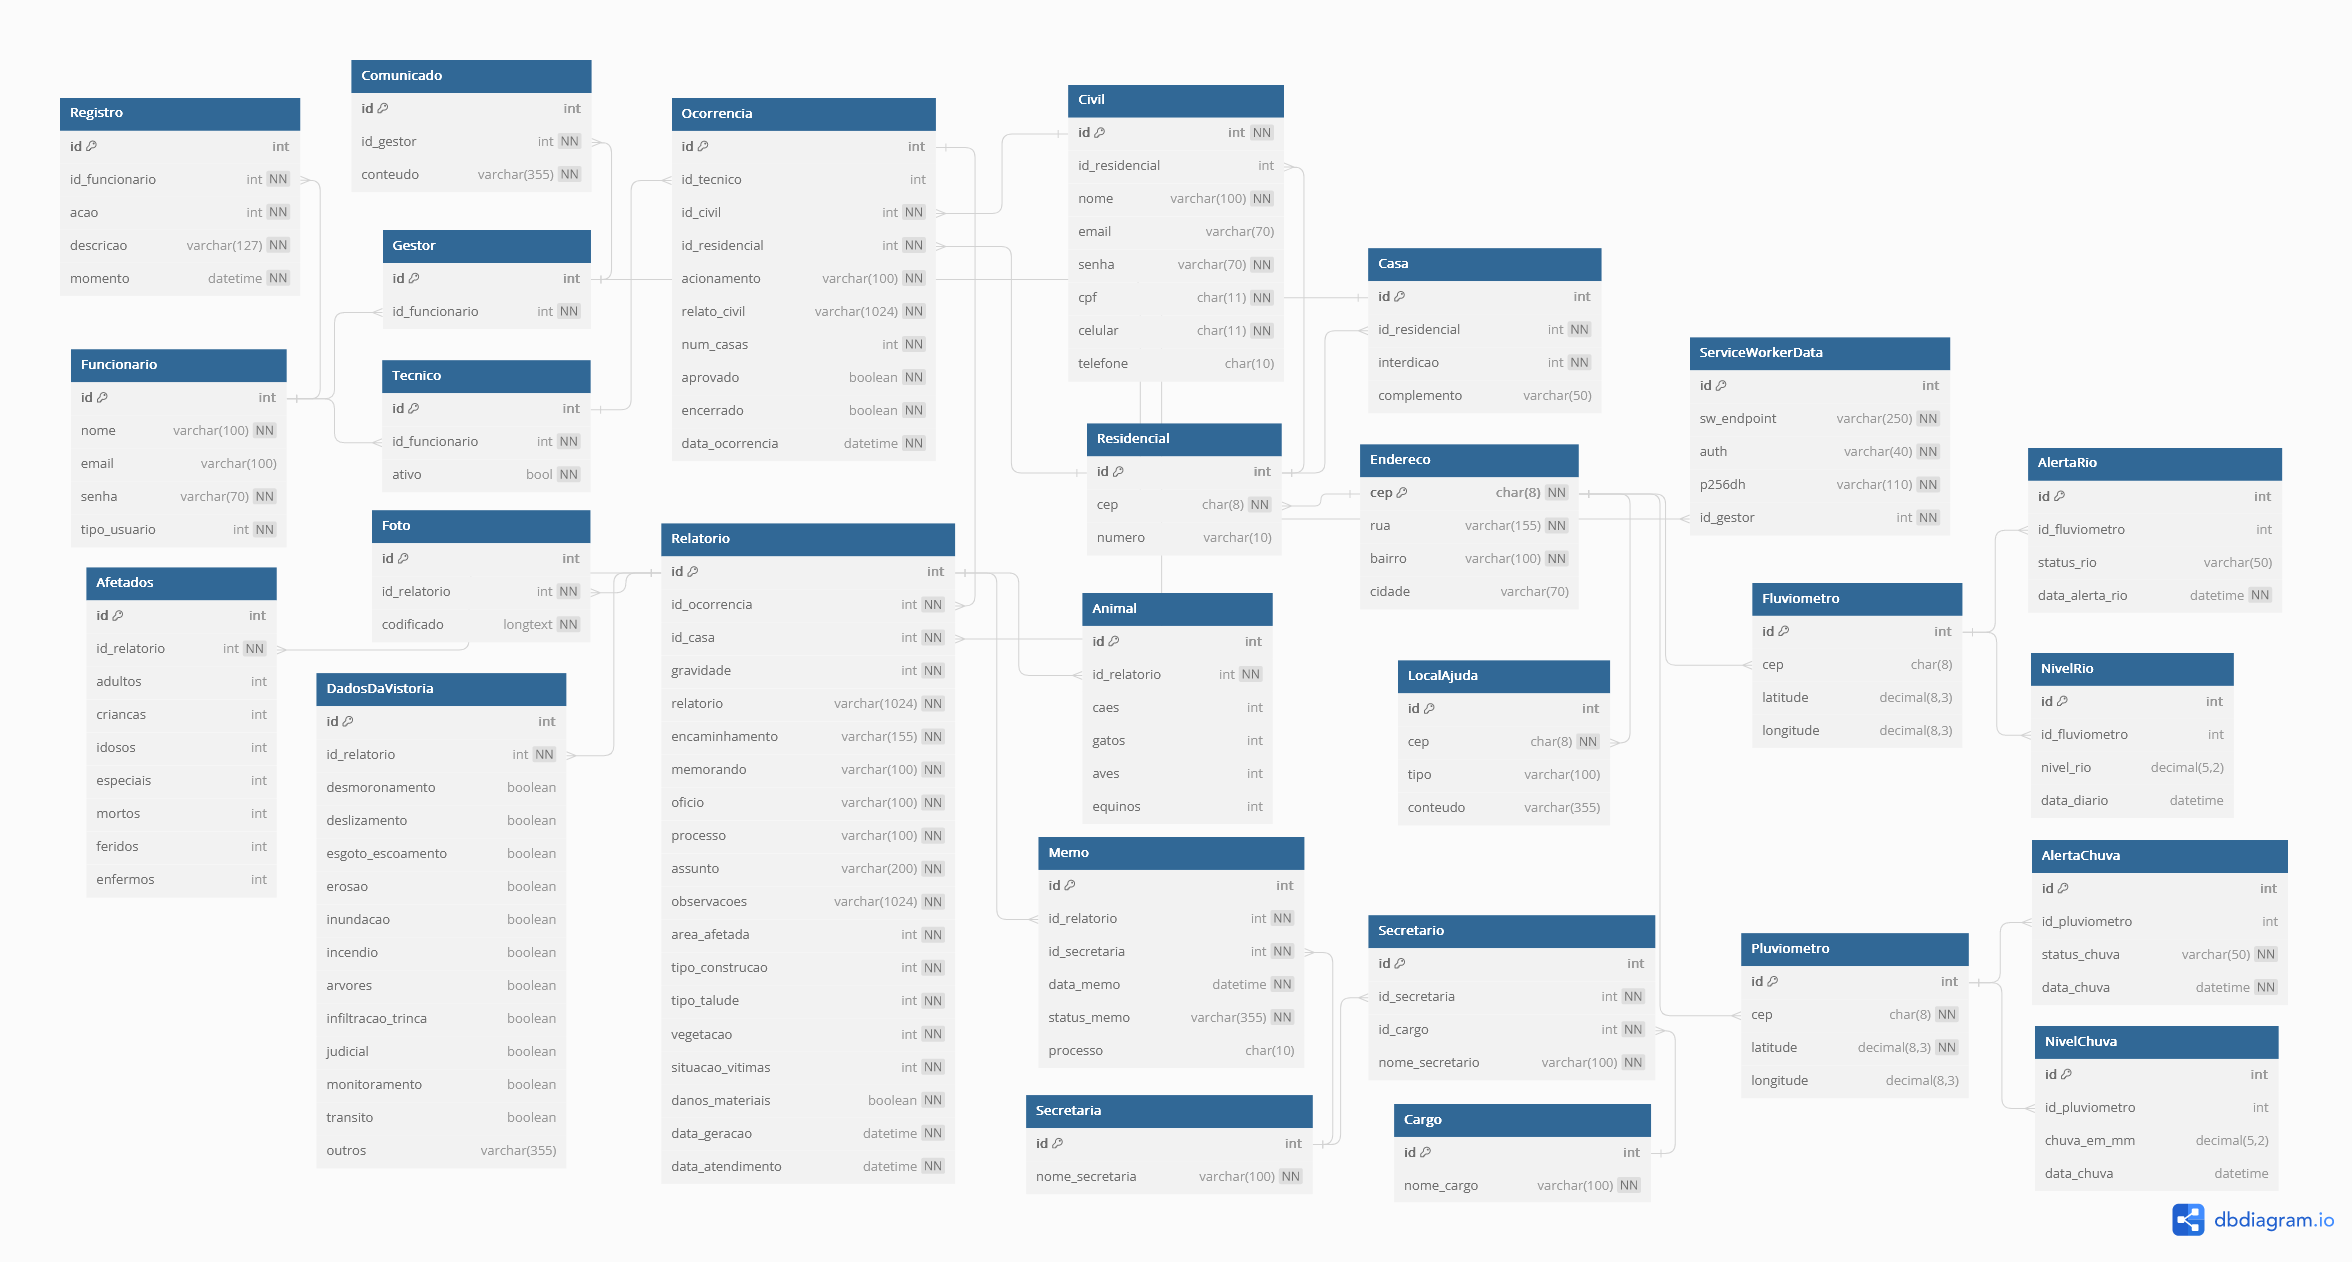 Registro
id int
id_funcionario int NN
acao int NN
descricao varchar(127) NN
momento datetime NN
Comunicado
id int
id_gestor int NN
conteudo varchar(355) NN
Gestor
id int
id_funcionario int NN
Funcionario
id int
nome varchar(100) NN
email varchar(100)
senha varchar(70) NN
tipo_usuario int NN
Tecnico
id int
id_funcionario int NN
ativo bool NN
Foto
id int
id_relatorio int NN
codificado longtext NN
Afetados
id int
id_relatorio int NN
adultos int
criancas int
idosos int
especiais int
mortos int
feridos int
enfermos int
DadosDaVistoria
id int
id_relatorio int NN
desmoronamento boolean
deslizamento boolean
esgoto_escoamento boolean
erosao boolean
inundacao boolean
incendio boolean
arvores boolean
infiltracao_trinca boolean
judicial boolean
monitoramento boolean
transito boolean
outros varchar(355)
Ocorrencia
id int
id_tecnico int
id_civil int NN
id_residencial int NN
acionamento varchar(100) NN
relato_civil varchar(1024) NN
num_casas int NN
aprovado boolean NN
encerrado boolean NN
data_ocorrencia datetime NN
Relatorio
id int
id_ocorrencia int NN
id_casa int NN
gravidade int NN
relatorio varchar(1024) NN
encaminhamento varchar(155) NN
memorando varchar(100) NN
oficio varchar(100) NN
processo varchar(100) NN
assunto varchar(200) NN
observacoes varchar(1024) NN
area_afetada int NN
tipo_construcao int NN
tipo_talude int NN
vegetacao int NN
situacao_vitimas int NN
danos_materiais boolean NN
data_geracao datetime NN
data_atendimento datetime NN
Civil
id int NN
id_residencial int
nome varchar(100) NN
email varchar(70)
senha varchar(70) NN
cpf char(11) NN
celular char(11) NN
telefone char(10)
Residencial
id int
cep char(8) NN
numero varchar(10)
Animal
id int
id_relatorio int NN
caes int
gatos int
aves int
equinos int
Memo
id int
id_relatorio int NN
id_secretaria int NN
data_memo datetime NN
status_memo varchar(355) NN
processo char(10)
Secretaria
id int
nome_secretaria varchar(100) NN
Casa
id int
id_residencial int NN
interdicao int NN
complemento varchar(50)
Endereco
cep char(8) NN
rua varchar(155) NN
bairro varchar(100) NN
cidade varchar(70)
LocalAjuda
id int
cep char(8) NN
tipo varchar(100)
conteudo varchar(355)
Secretario
id int
id_secretaria int NN
id_cargo int NN
nome_secretario varchar(100) NN
Cargo
id int
nome_cargo varchar(100) NN
ServiceWorkerData
id int
sw_endpoint varchar(250) NN
auth varchar(40) NN
p256dh varchar(110) NN
id_gestor int NN
Fluviometro
id int
cep char(8)
latitude decimal(8,3)
longitude decimal(8,3)
Pluviometro
id int
cep char(8) NN
latitude decimal(8,3) NN
longitude decimal(8,3)
AlertaRio
id int
id_fluviometro int
status_rio varchar(50)
data_alerta_rio datetime NN
NivelRio
id int
id_fluviometro int
nivel_rio decimal(5,2)
data_diario datetime
AlertaChuva
id int
id_pluviometro int
status_chuva varchar(50) NN
data_chuva datetime NN
NivelChuva
id int
id_pluviometro int
chuva_em_mm decimal(5,2)
data_chuva datetime
dbdiagram.io